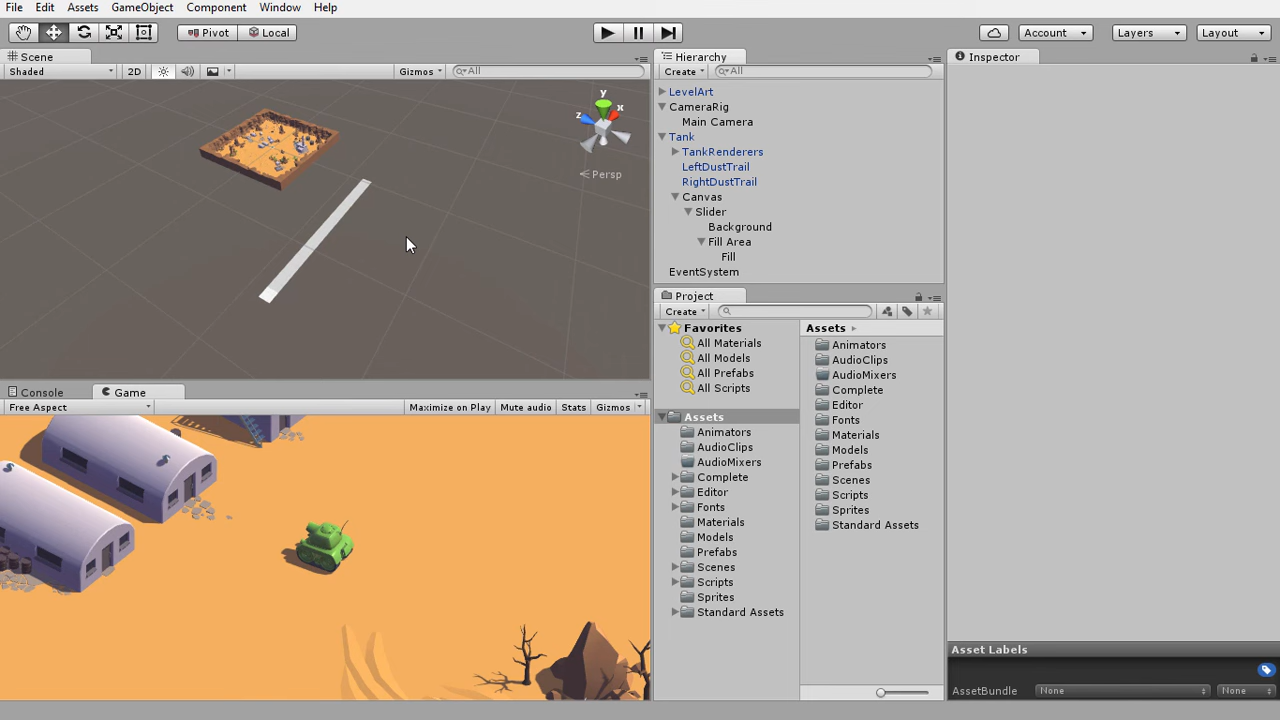 File Edit Assets GameObject Component Window Help
Pivot Local Account Layers Layout
Scene
Shaded 2D Gizmos All
y
x
z
Persp
Console Game
Free Aspect Maximize on Play Mute audio Stats Gizmos
Hierarchy
Create All
LevelArt
CameraRig
Main Camera
Tank
TankRenderers
LeftDustTrail
RightDustTrail
Canvas
Slider
Background
Fill Area
Fill
EventSystem
Project
Create
Favorites
All Materials
All Models
All Prefabs
All Scripts
Assets
Animators
AudioClips
AudioMixers
Complete
Editor
Fonts
Materials
Models
Prefabs
Scenes
Scripts
Sprites
Standard Assets
Assets
Animators
AudioClips
AudioMixers
Complete
Editor
Fonts
Materials
Models
Prefabs
Scenes
Scripts
Sprites
Standard Assets
Inspector
Asset Labels
AssetBundle None None